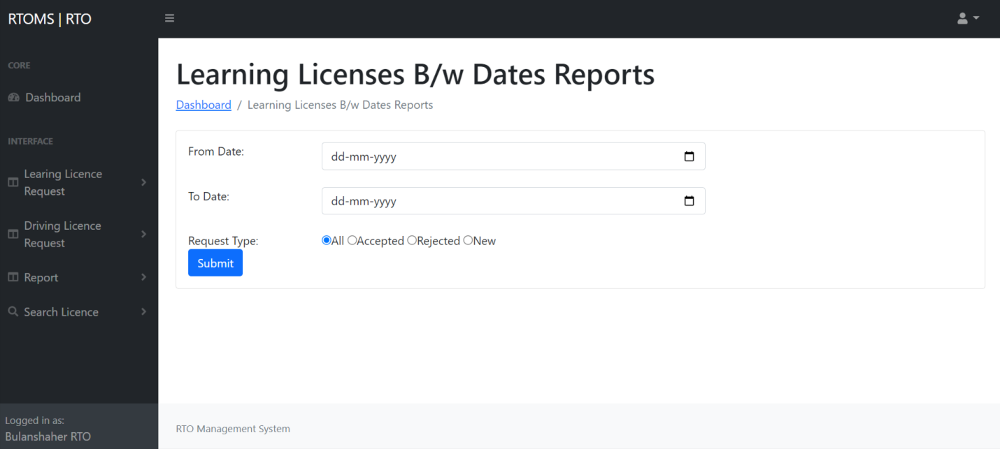 RTOMS | RTO
CORE
Dashboard
INTERFACE
Learing Licence
Request
Driving Licence
Request
Report
Search Licence
Logged in as:
Bulanshaher RTO
Learning Licenses B/w Dates Reports
Dashboard / Learning Licenses B/w Dates Reports
From Date:
dd-mm-yyyy
To Date:
dd-mm-yyyy
Request Type:
All Accepted Rejected New
Submit
RTO Management System